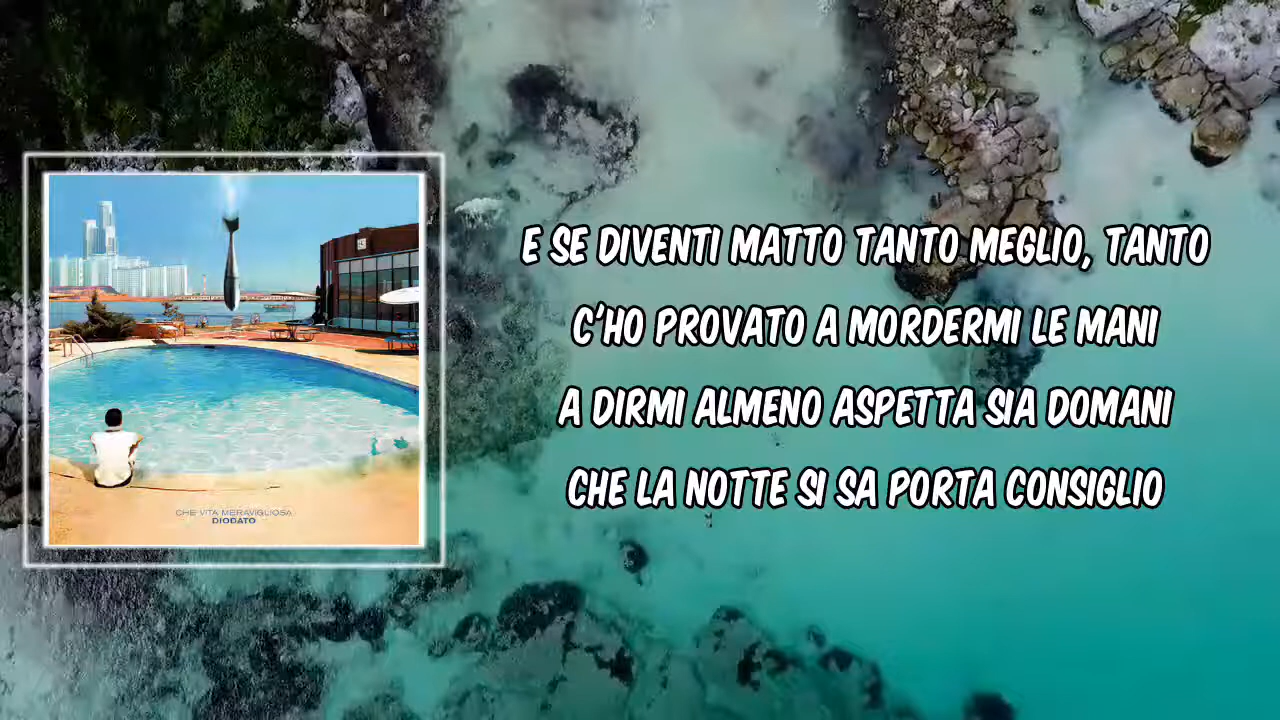 CHE VITA MERAVIGLIOSA
DIODATO
E SE DIVENTI MATTO TANTO MEGLIO, TANTO
C'HO PROVATO A MORDERMI LE MANI
A DIRMI ALMENO ASPETTA SIA DOMANI
CHE LA NOTTE SI SA PORTA CONSIGLIO